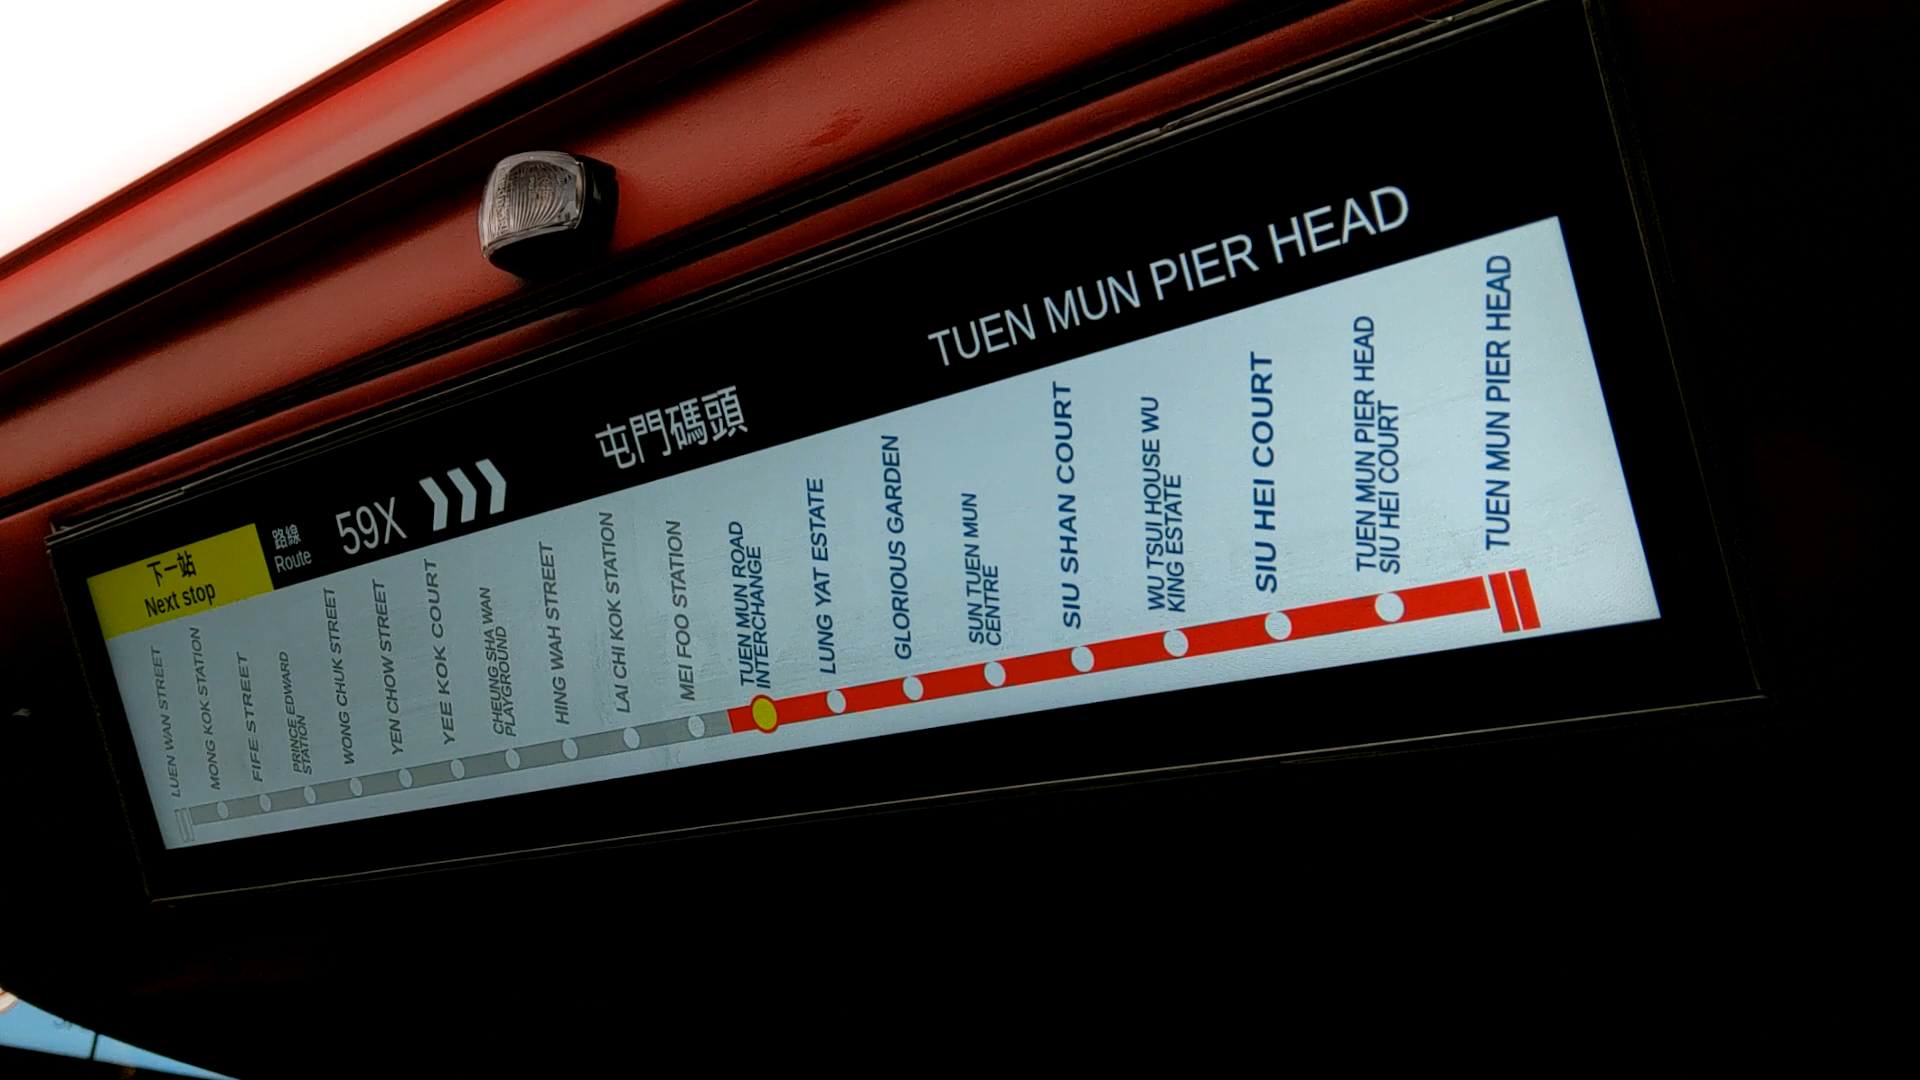 下一站
Next stop
路線
Route
59X
屯門碼頭
TUEN MUN PIER HEAD
LUEN WAN STREET
MONG KOK STATION
FIFE STREET
PRINCE EDWARD
STATION
WONG CHUK STREET
YEN CHOW STREET
YEE KOK COURT
CHEUNG SHA WAN
PLAYGROUND
HING WAH STREET
LAI CHI KOK STATION
MEI FOO STATION
TUEN MUN ROAD
INTERCHANGE
LUNG YAT ESTATE
GLORIOUS GARDEN
SUN TUEN MUN
CENTRE
SIU SHAN COURT
WU TSUI HOUSE WU
KING ESTATE
SIU HEI COURT
TUEN MUN PIER HEAD
SIU HEI COURT
TUEN MUN PIER HEAD